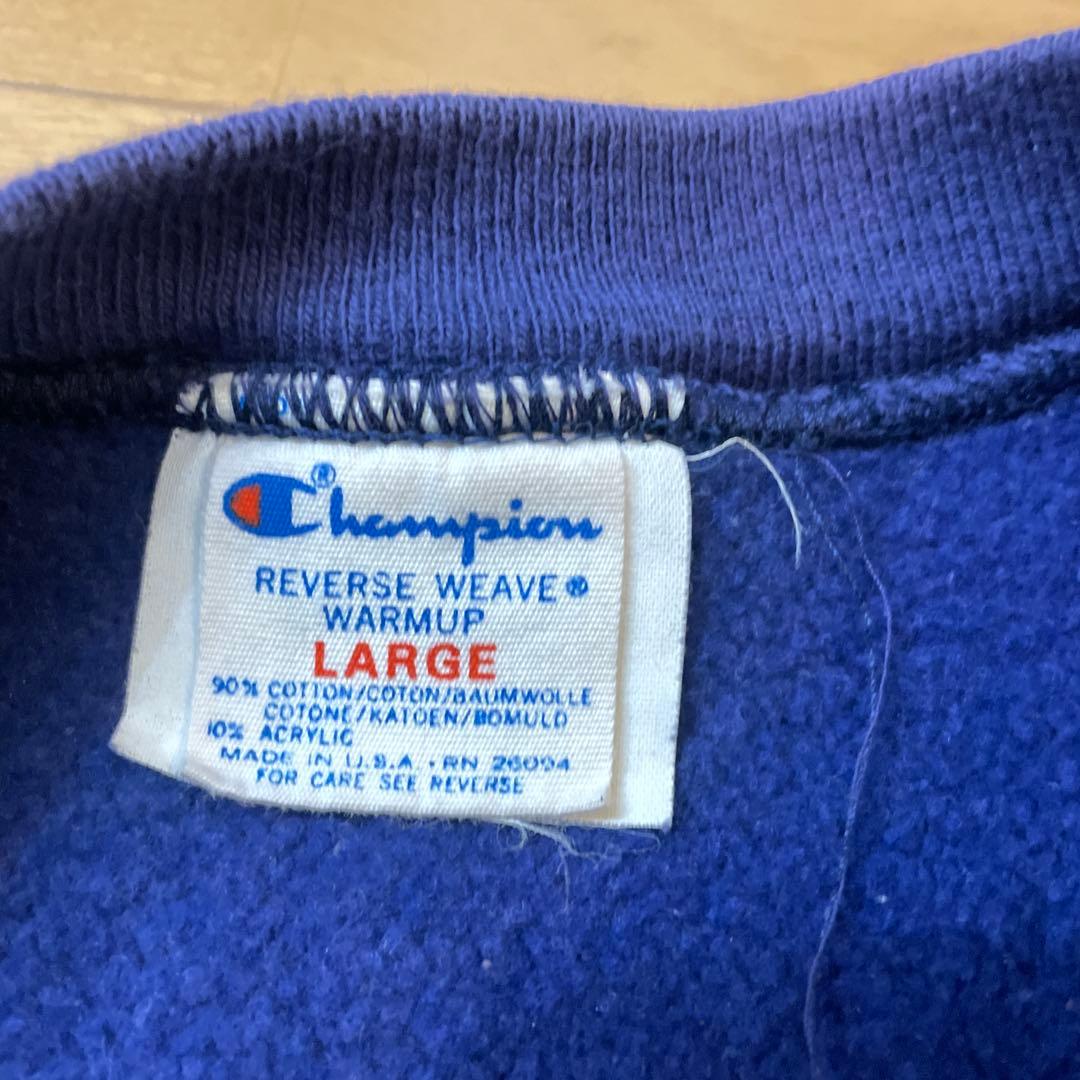 Champion®
REVERSE WEAVE®
WARMUP
LARGE
90% COTTON/COTON/BAUMWOLLE
COTONE/KATOEN/BOMULD
10% ACRYLIC
MADE IN U.S.A. RN 26094
FOR CARE SEE REVERSE